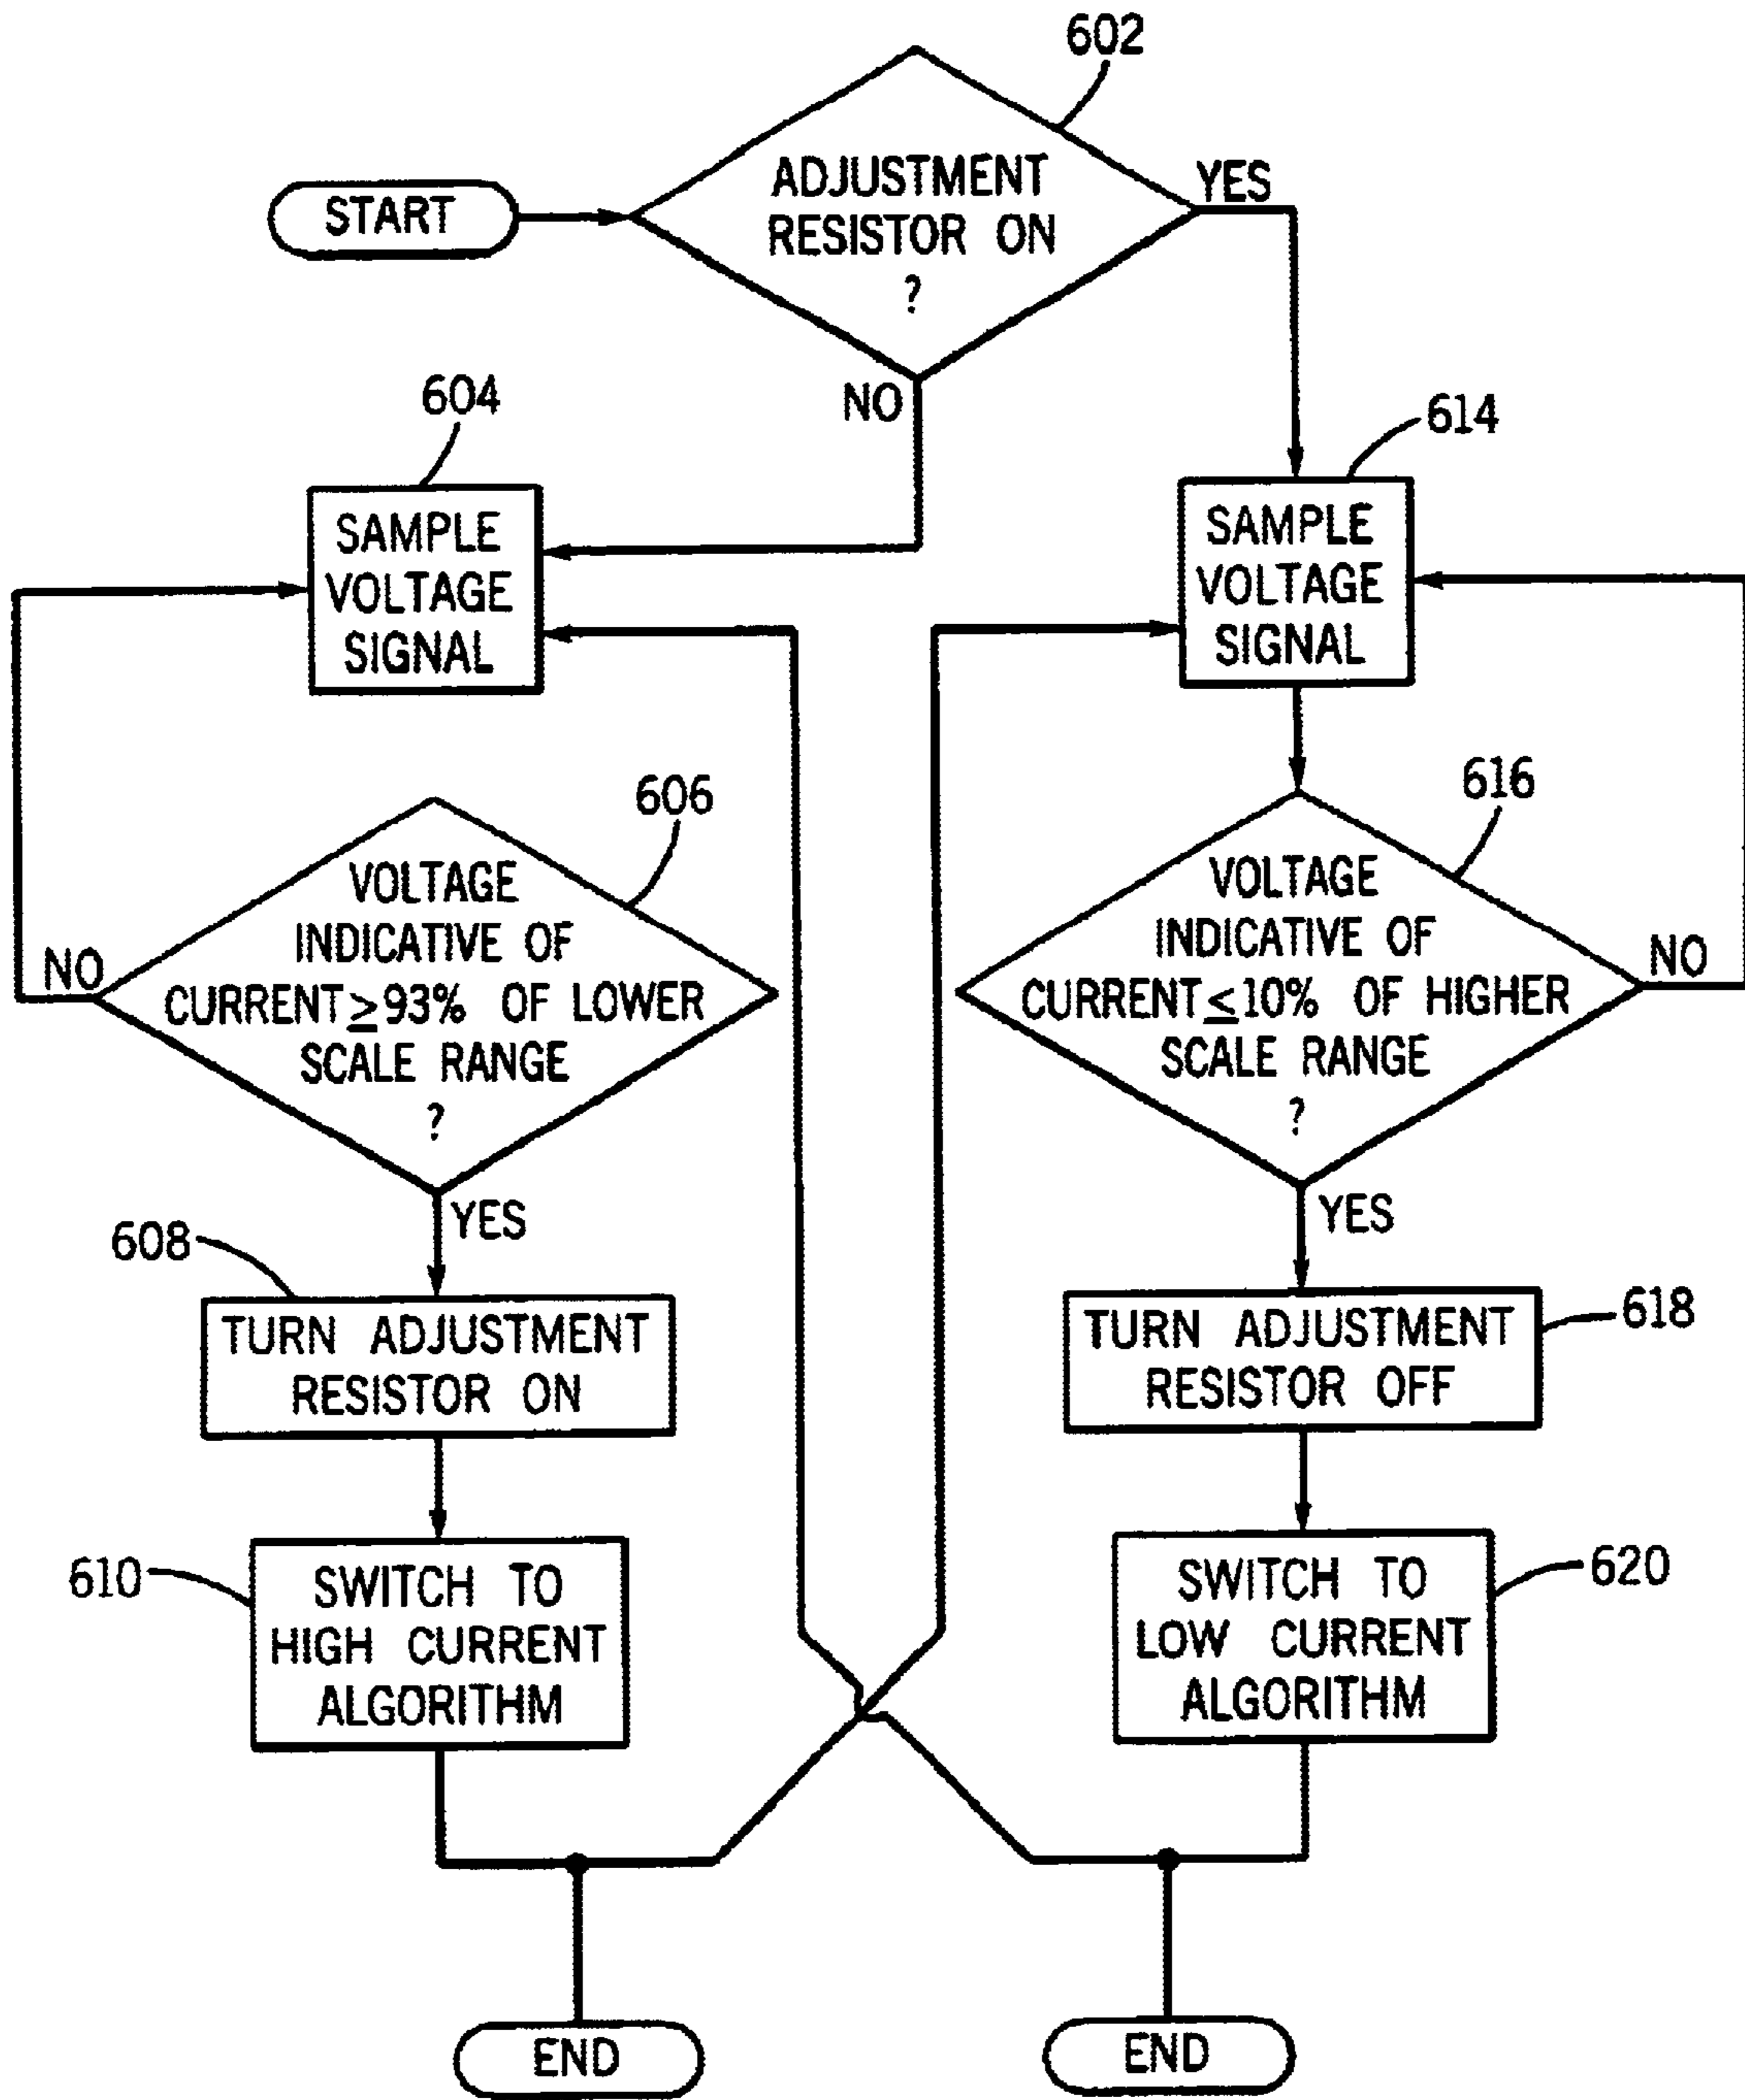 602
START
ADJUSTMENT
RESISTOR ON
?
YES
NO
604
SAMPLE
VOLTAGE
SIGNAL
614
SAMPLE
VOLTAGE
SIGNAL
606
VOLTAGE
INDICATIVE OF
CURRENT ≥ 93% OF LOWER
SCALE RANGE
?
NO
YES
616
VOLTAGE
INDICATIVE OF
CURRENT ≤ 10% OF HIGHER
SCALE RANGE
?
NO
YES
608
TURN ADJUSTMENT
RESISTOR ON
618
TURN ADJUSTMENT
RESISTOR OFF
610
SWITCH TO
HIGH CURRENT
ALGORITHM
620
SWITCH TO
LOW CURRENT
ALGORITHM
END
END